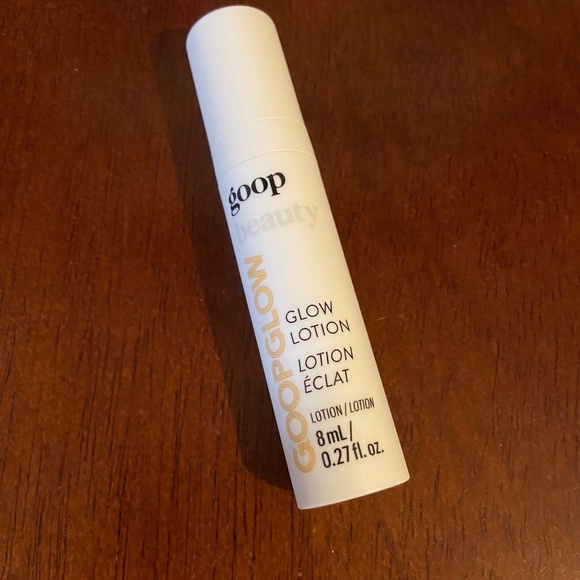 goop
beauty
GOOPGLOW
GLOW
LOTION
LOTION
ÉCLAT
LOTION / LOTION
8 mL /
0.27 fl. oz.